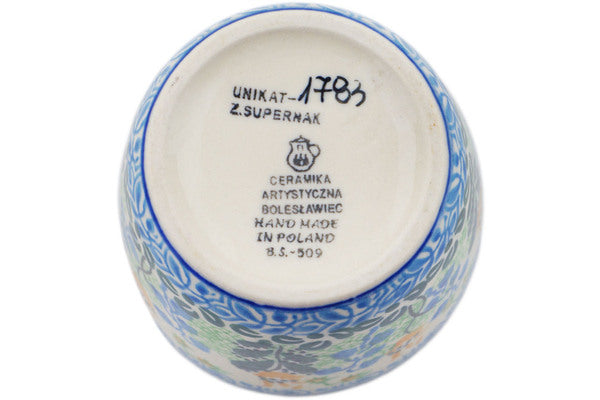 UNIKAT-1783
Z.SUPERNAK
CERAMIKA
ARTYSTYCZNA
BOLESŁAWIEC
HAND MADE
IN POLAND
B.S.-509